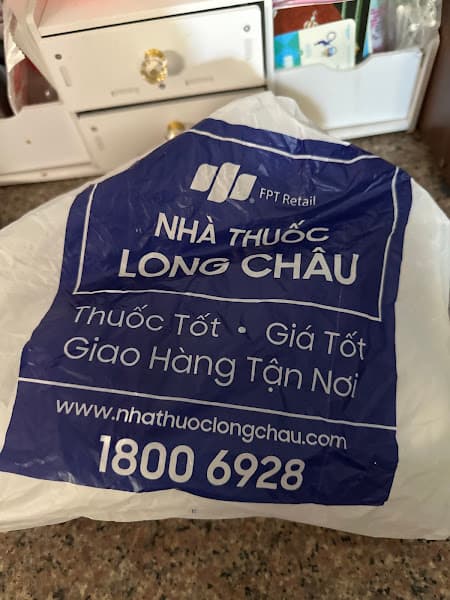 FPT Retail
NHÀ THUỐC
LONG CHÂU
Thuốc Tốt • Giá Tốt
Giao Hàng Tận Nơi
www.nhathuoclongchau.com
1800 6928